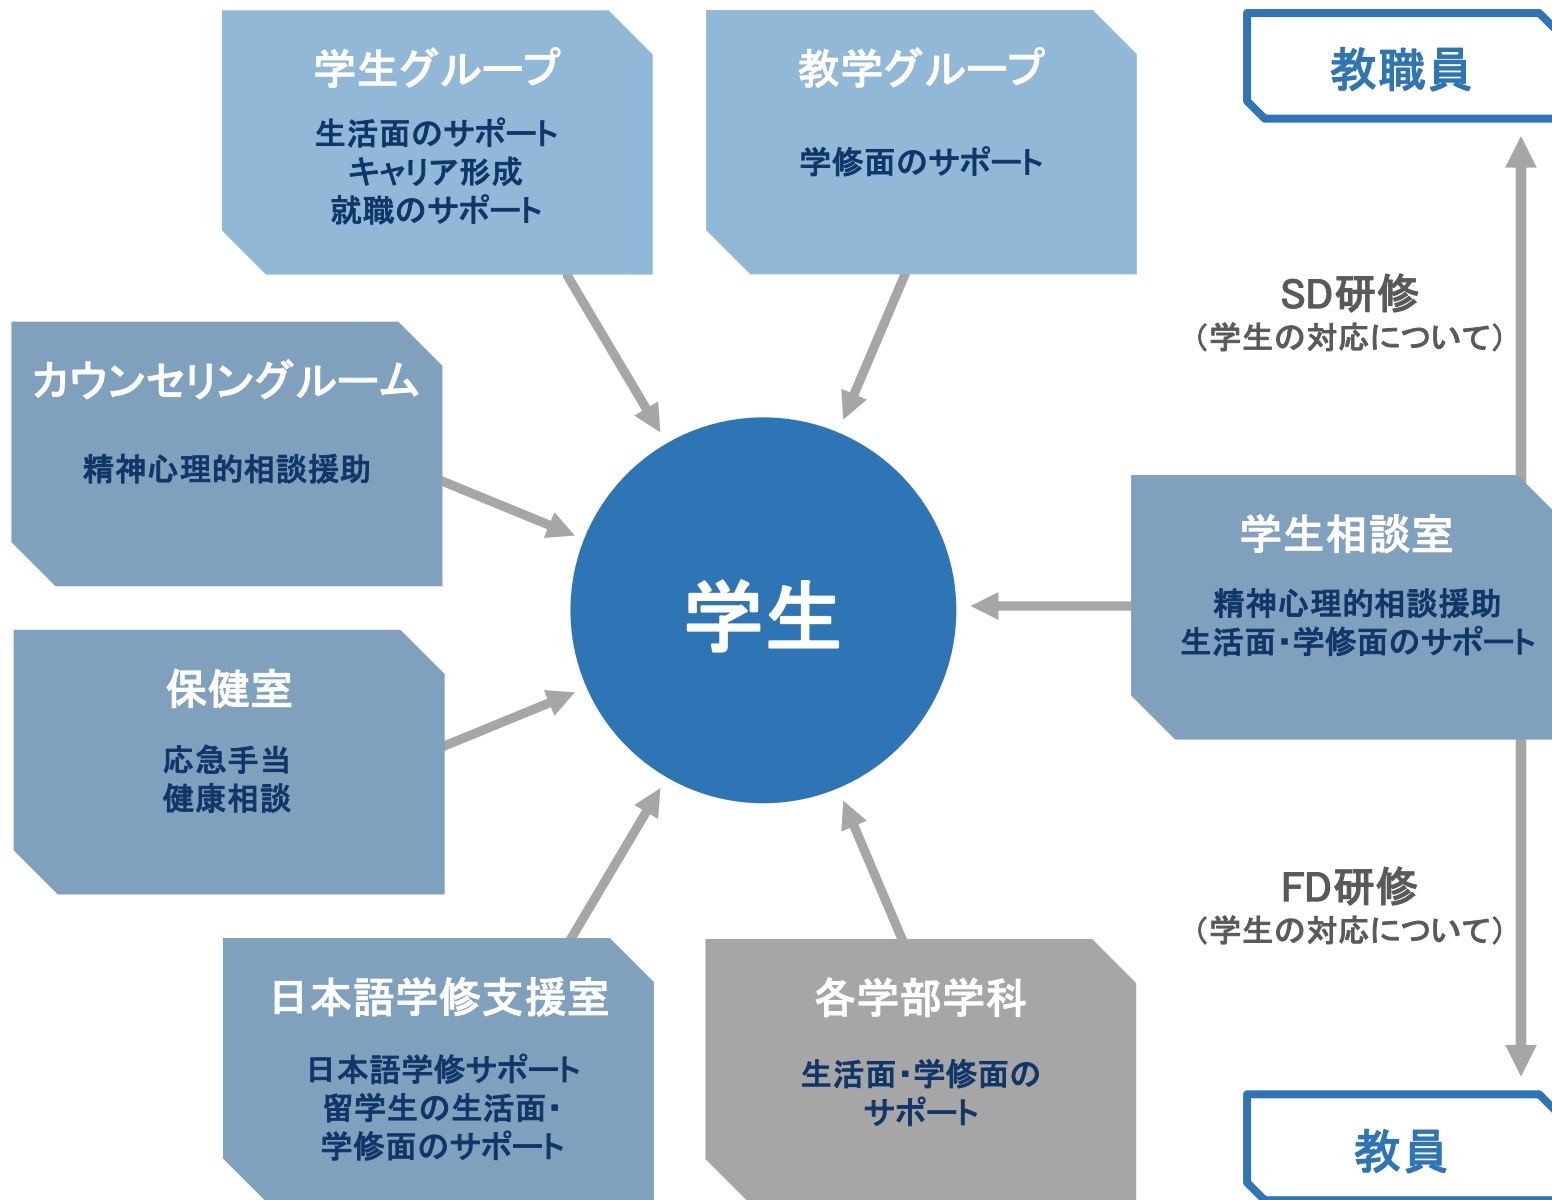 学生グループ
生活面のサポート
キャリア形成
就職のサポート
教学グループ
学修面のサポート
教職員
SD研修
（学生の対応について）
カウンセリングルーム
精神心理的相談援助
学生
学生相談室
精神心理的相談援助
生活面・学修面のサポート
保健室
応急手当
健康相談
FD研修
（学生の対応について）
日本語学修支援室
日本語学修サポート
留学生の生活面・
学修面のサポート
各学部学科
生活面・学修面の
サポート
教員